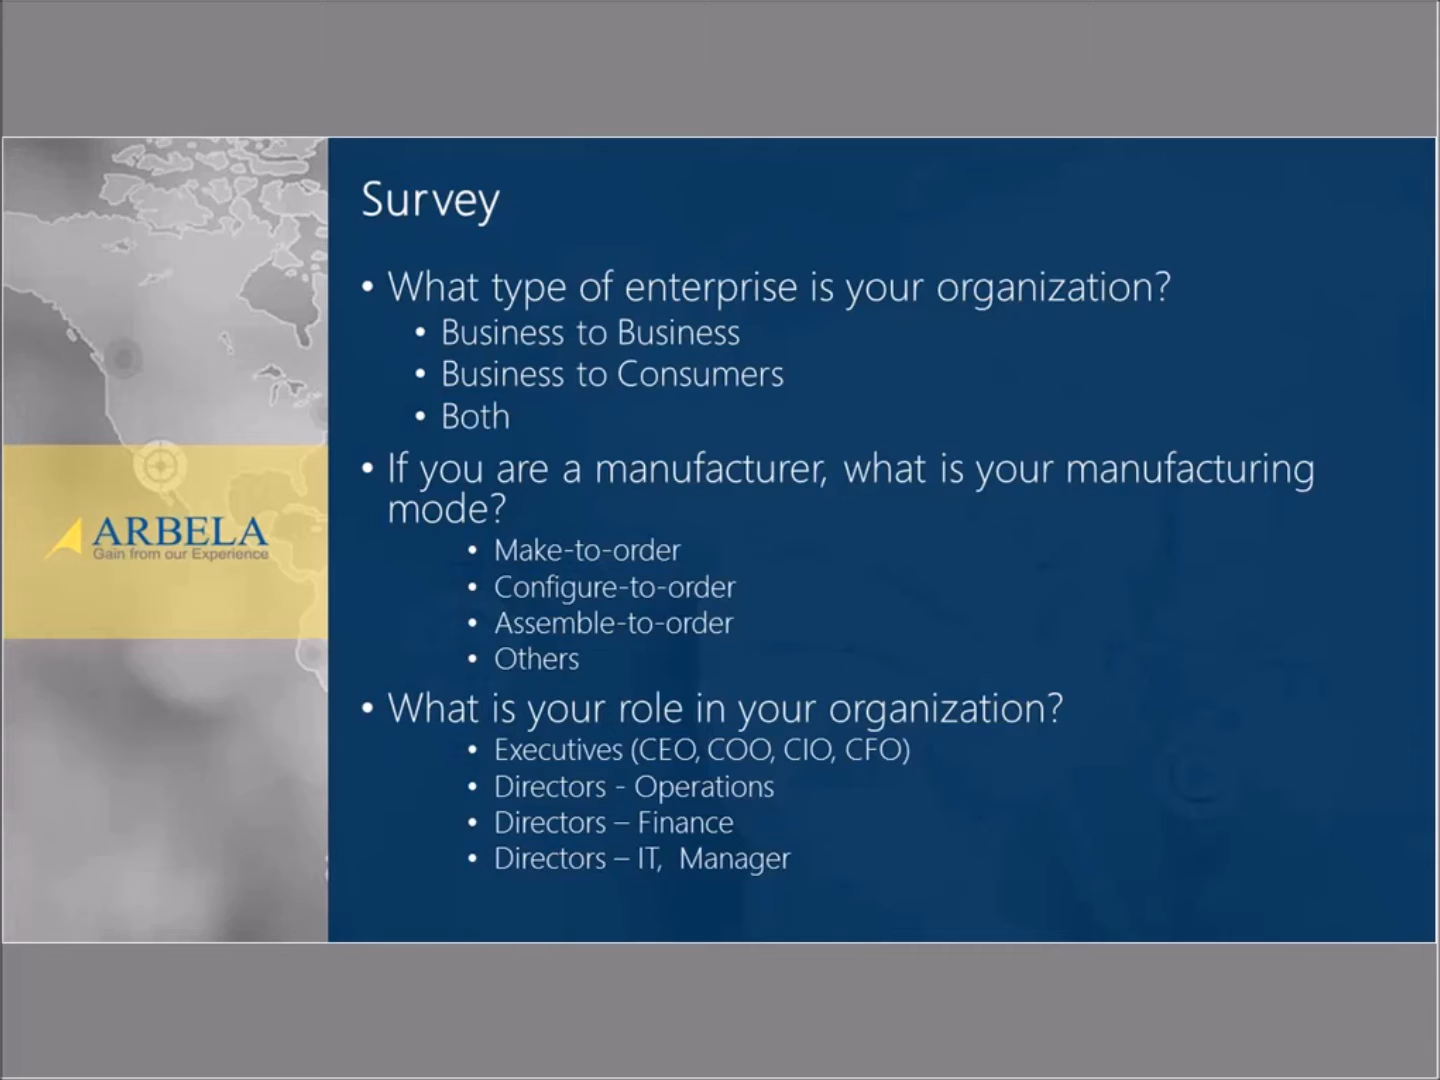 Survey
• What type of enterprise is your organization?
• Business to Business
• Business to Consumers
• Both
• If you are a manufacturer, what is your manufacturing
mode?
• Make-to-order
• Configure-to-order
• Assemble-to-order
• Others
• What is your role in your organization?
• Executives (CEO, COO, CIO, CFO)
• Directors - Operations
• Directors – Finance
• Directors – IT,  Manager
ARBELA
Gain from our Experience